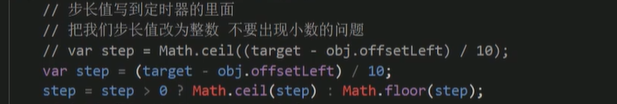 // 步长值写到定时器的里面
// 把我们步长值改为整数 不要出现小数的问题
// var step = Math.ceil((target - obj.offsetLeft) / 10);
var step = (target - obj.offsetLeft) / 10;
step = step > 0 ? Math.ceil(step) : Math.floor(step);